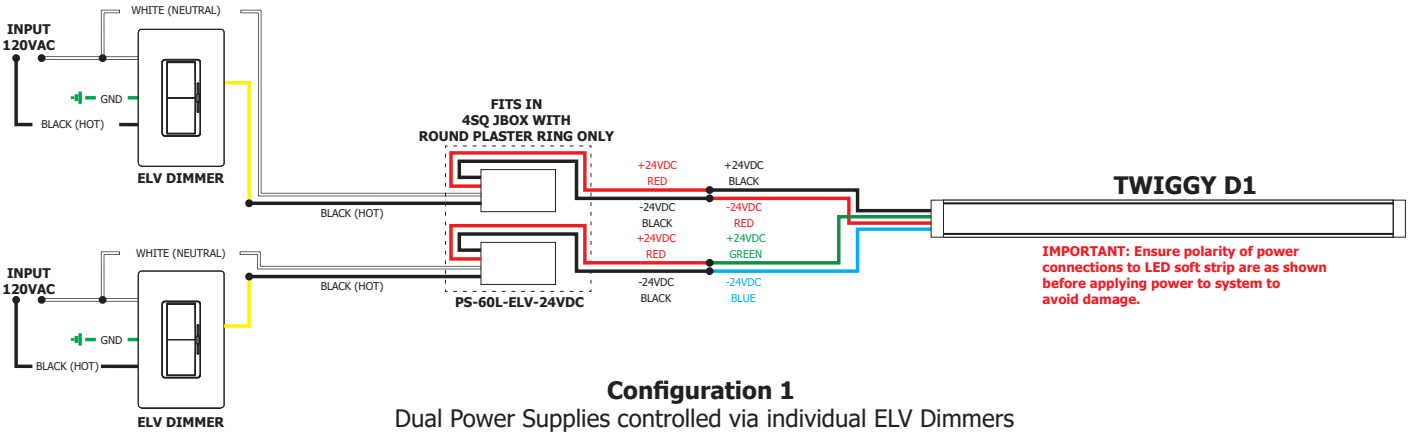 WHITE (NEUTRAL)
INPUT
120VAC
GND
BLACK (HOT)
ELV DIMMER
BLACK (HOT)
FITS IN
4SQ JBOX WITH
ROUND PLASTER RING ONLY
+24VDC
RED
+24VDC
BLACK
-24VDC
BLACK
-24VDC
RED
+24VDC
RED
+24VDC
GREEN
-24VDC
BLACK
-24VDC
BLUE
TWIGGY D1
IMPORTANT: Ensure polarity of power
connections to LED soft strip are as shown
before applying power to system to
avoid damage.
WHITE (NEUTRAL)
INPUT
120VAC
GND
BLACK (HOT)
ELV DIMMER
BLACK (HOT)
PS-60L-ELV-24VDC
Configuration 1
Dual Power Supplies controlled via individual ELV Dimmers